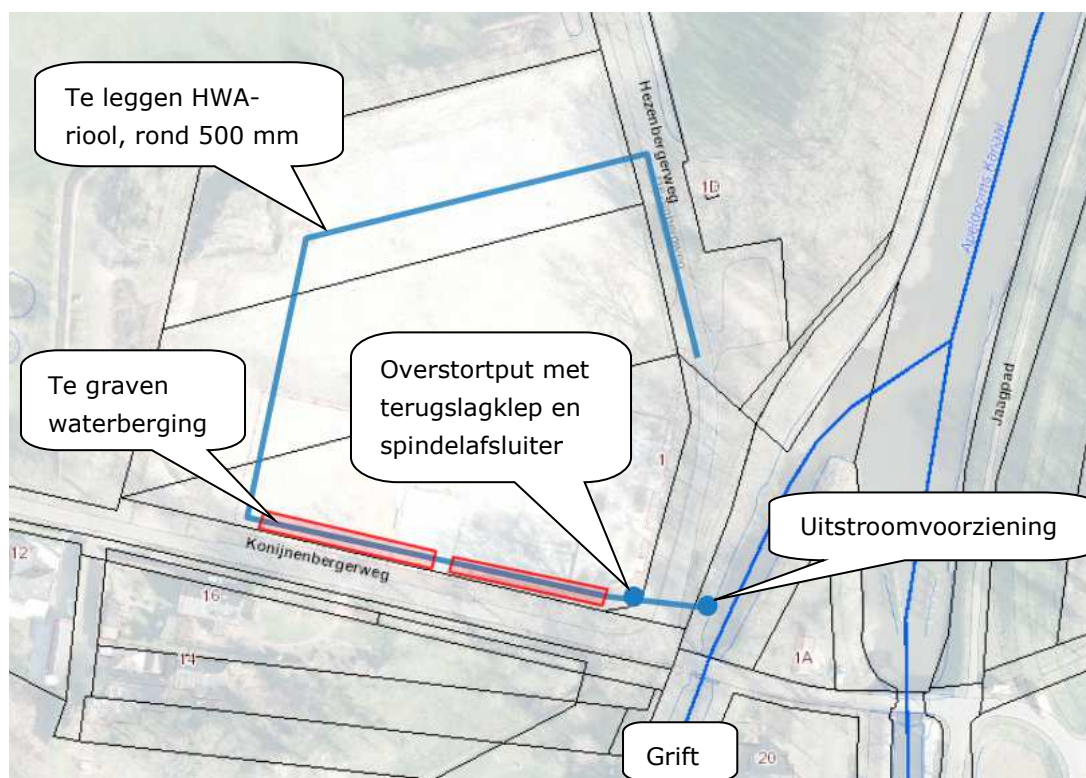 Te leggen HWA-
riool, rond 500 mm
Hezenbergerweg
1D
Apeldoorns Kanaal
Te graven
waterberging
Overstortput met
terugslagklep en
spindelafsluiter
Jaagpad
1
Uitstroomvoorziening
12
Konijnenbergerweg
16
14
1A
Grift
20